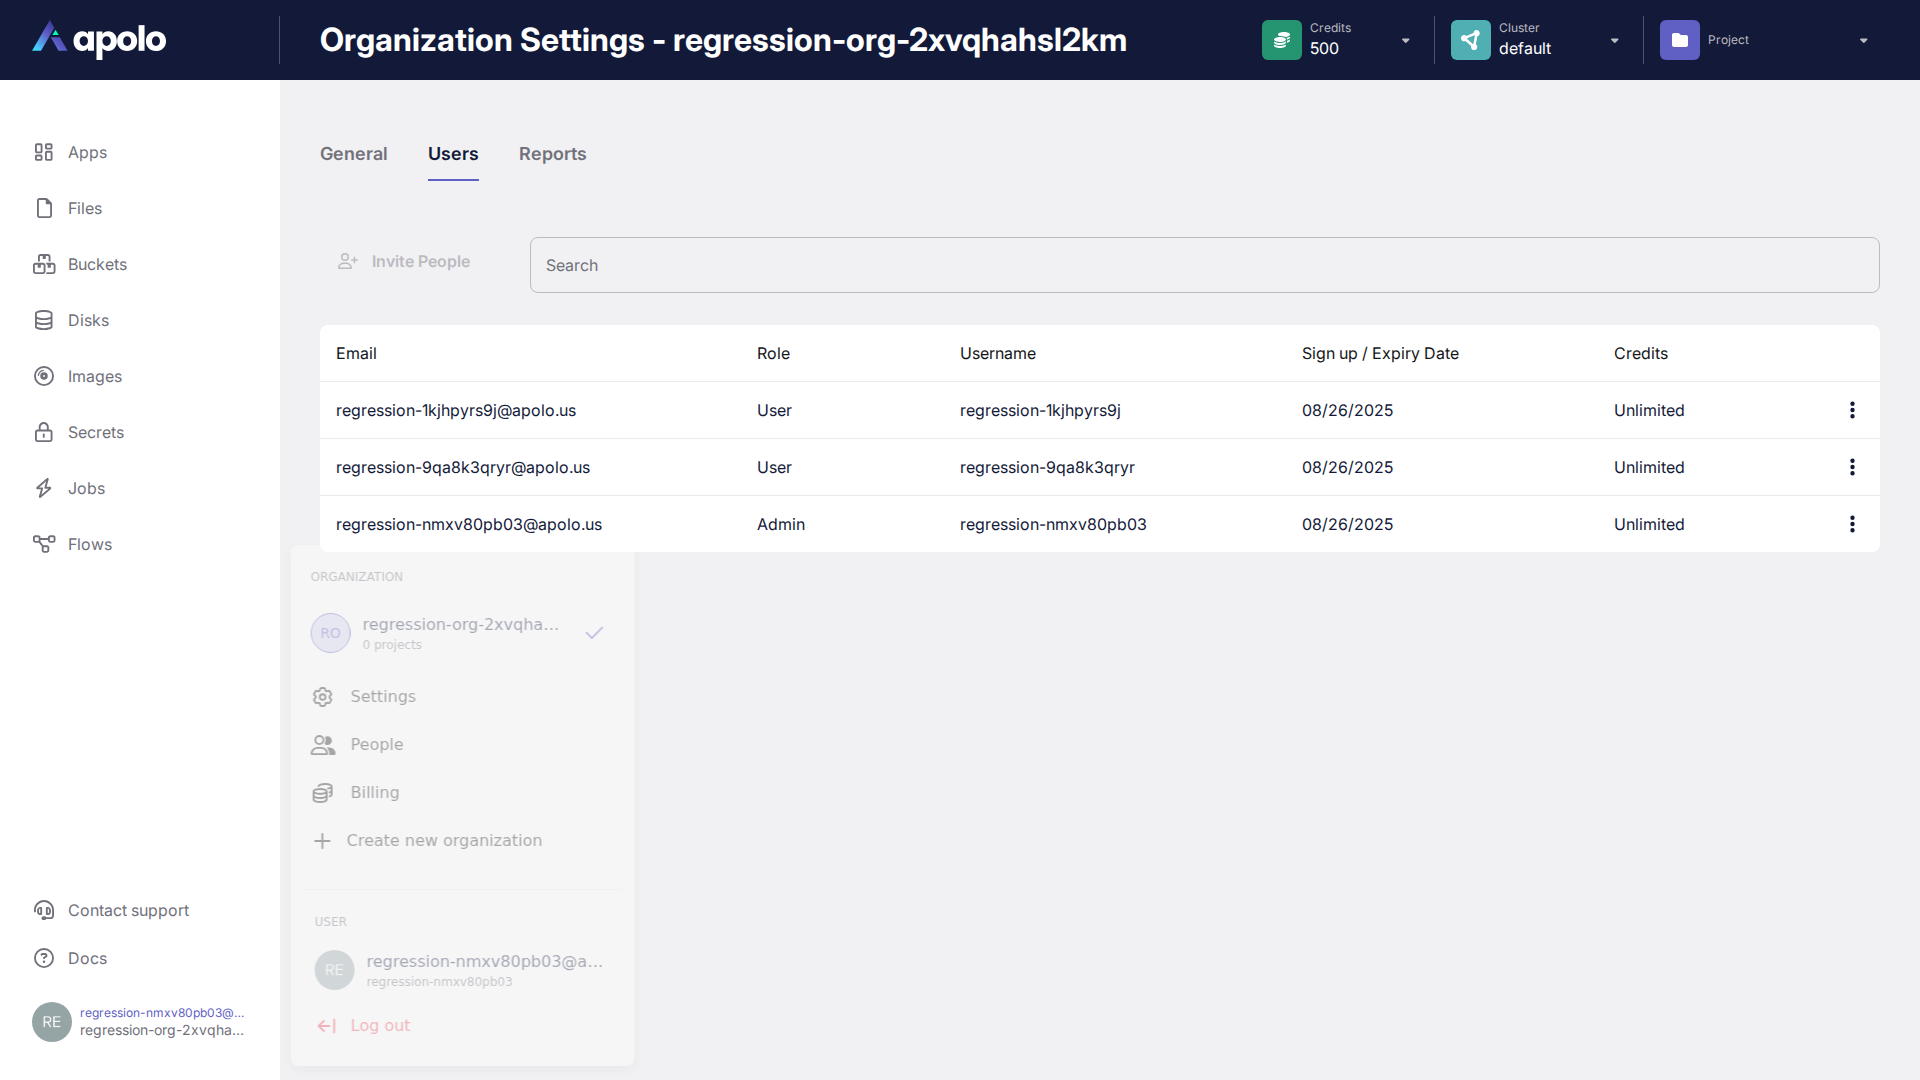 apolo
Organization Settings - regression-org-2xvqhahsl2km
Credits
500
Cluster
default
Project
Apps
Files
Buckets
Disks
Images
Secrets
Jobs
Flows
Contact support
Docs
RE
regression-nmxv80pb03@...
regression-org-2xvqha...
General Users Reports
Invite People
Search
Email Role Username Sign up / Expiry Date Credits
regression-1kjhpyrs9j@apolo.us User regression-1kjhpyrs9j 08/26/2025 Unlimited
regression-9qa8k3qryr@apolo.us User regression-9qa8k3qryr 08/26/2025 Unlimited
regression-nmxv80pb03@apolo.us Admin regression-nmxv80pb03 08/26/2025 Unlimited
ORGANIZATION
RO
regression-org-2xvqha...
0 projects
Settings
People
Billing
Create new organization
USER
RE
regression-nmxv80pb03@a...
regression-nmxv80pb03
Log out